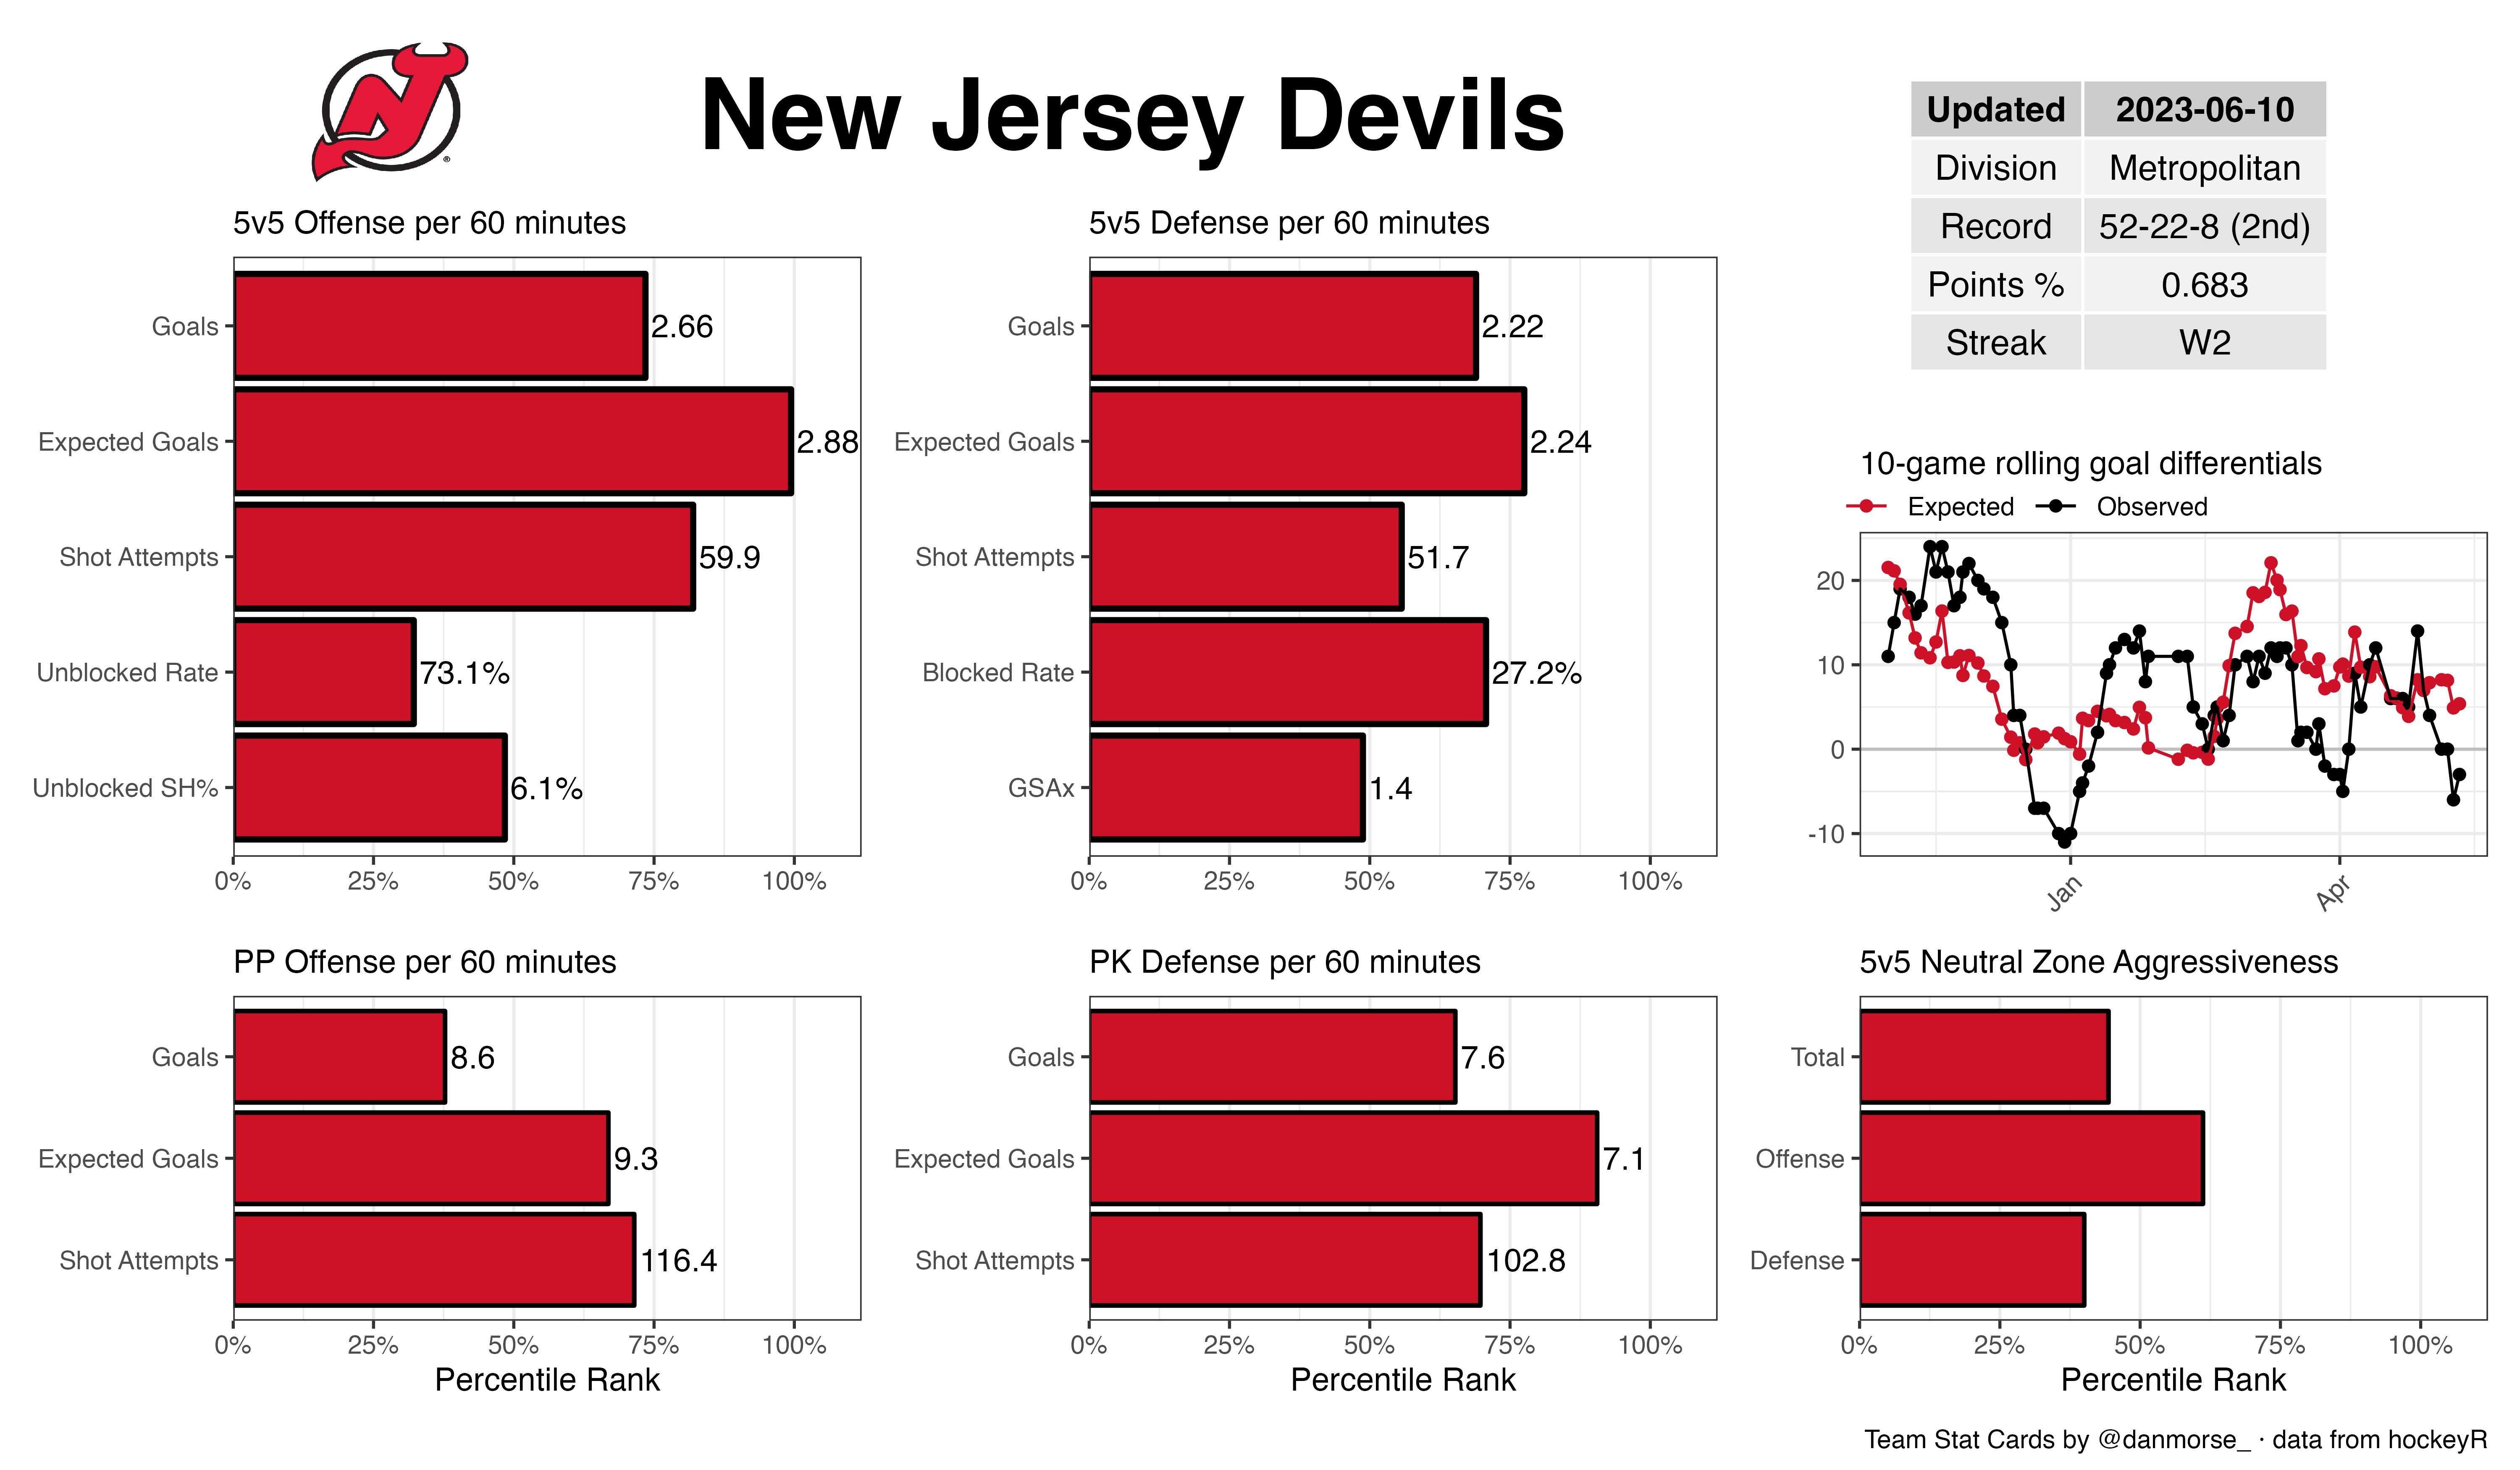 New Jersey Devils
Updated 2023-06-10
Division Metropolitan
Record 52-22-8 (2nd)
Points % 0.683
Streak W2
5v5 Offense per 60 minutes
Goals 2.66
Expected Goals 2.88
Shot Attempts 59.9
Unblocked Rate 73.1%
Unblocked SH% 6.1%
0% 25% 50% 75% 100%
5v5 Defense per 60 minutes
Goals 2.22
Expected Goals 2.24
Shot Attempts 51.7
Blocked Rate 27.2%
GSAx 1.4
0% 25% 50% 75% 100%
10-game rolling goal differentials
Expected Observed
20
10
0
-10
Jan Apr
PP Offense per 60 minutes
Goals 8.6
Expected Goals 9.3
Shot Attempts 116.4
0% 25% 50% 75% 100%
Percentile Rank
PK Defense per 60 minutes
Goals 7.6
Expected Goals 7.1
Shot Attempts 102.8
0% 25% 50% 75% 100%
Percentile Rank
5v5 Neutral Zone Aggressiveness
Total
Offense
Defense
0% 25% 50% 75% 100%
Percentile Rank
Team Stat Cards by @danmorse_ · data from hockeyR